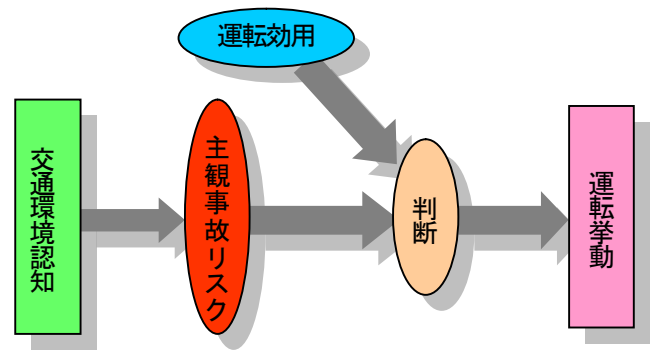 運転効用
交通環境認知
主観事故リスク
判断
運転挙動